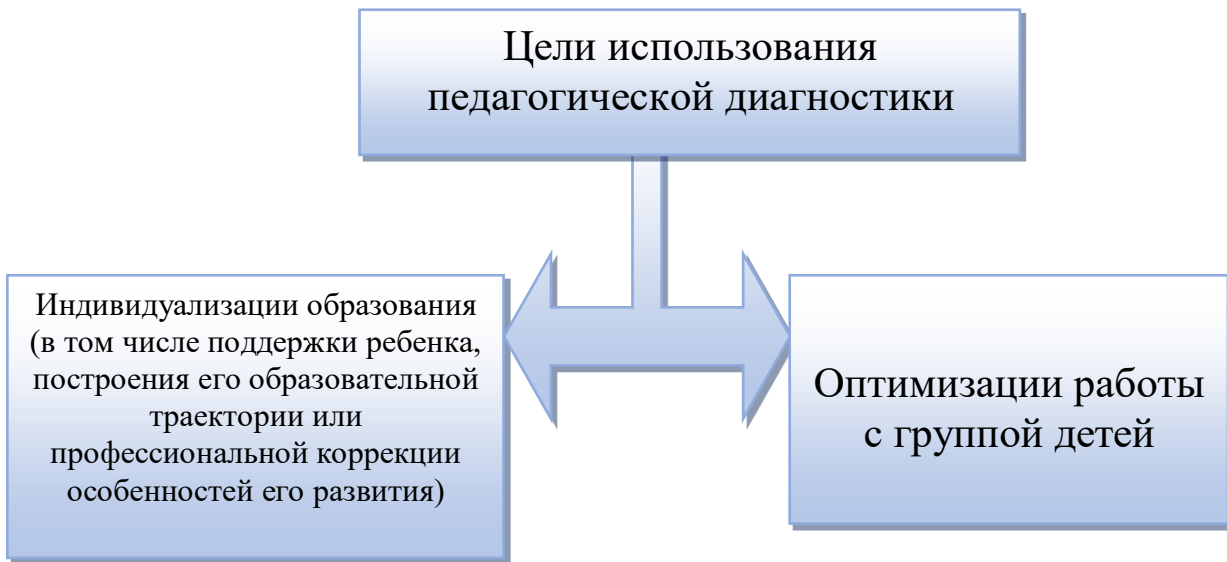 Цели использования
педагогической диагностики
Индивидуализации образования
(в том числе поддержки ребенка,
построения его образовательной
траектории или
профессиональной коррекции
особенностей его развития)
Оптимизации работы
с группой детей